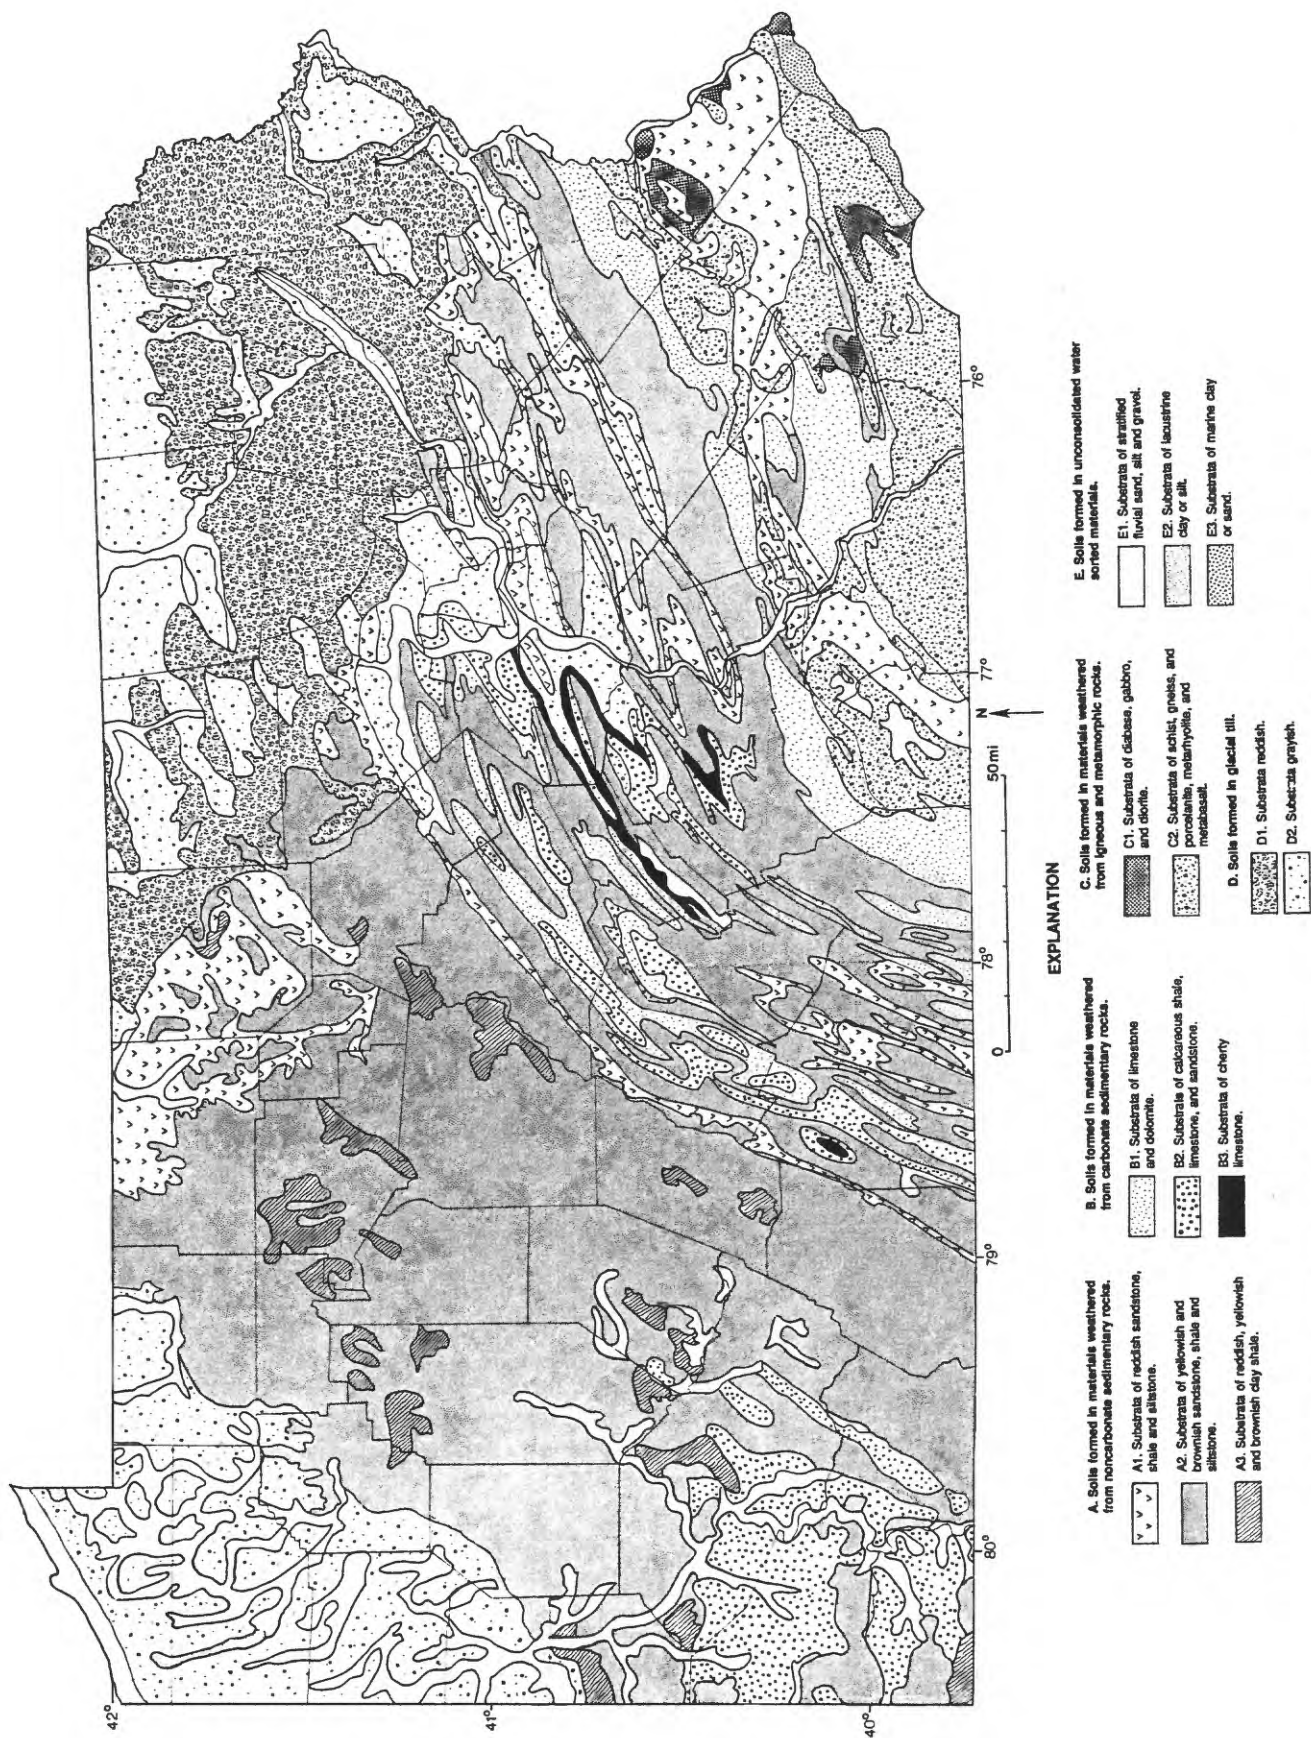 42°
41°
40°
80°
79°
78°
77°
76°
N
0
50 mi
EXPLANATION
A. Soils formed in materials weathered
from noncarbonate sedimentary rocks.
A1. Substrata of reddish sandstone,
shale and siltstone.
A2. Substrata of yellowish and
brownish sandstone, shale and
siltstone.
A3. Substrata of reddish, yellowish
and brownish clay shale.
B. Soils formed in materials weathered
from carbonate sedimentary rocks.
B1. Substrata of limestone
and dolomite.
B2. Substrata of calcareous shale,
limestone, and sandstone.
B3. Substrata of cherty
limestone.
C. Soils formed in materials weathered
from igneous and metamorphic rocks.
C1. Substrata of diabase, gabbro,
and diorite.
C2. Substrata of schist, gneiss, and
porcelanite, metarhyolite, and
metabasalt.
D. Soils formed in glacial till.
D1. Substrata reddish.
D2. Substrata grayish.
E. Soils formed in unconsolidated water
sorted materials.
E1. Substrata of stratified
fluvial sand, silt and gravel.
E2. Substrata of lacustrine
clay or silt.
E3. Substrata of marine clay
or sand.